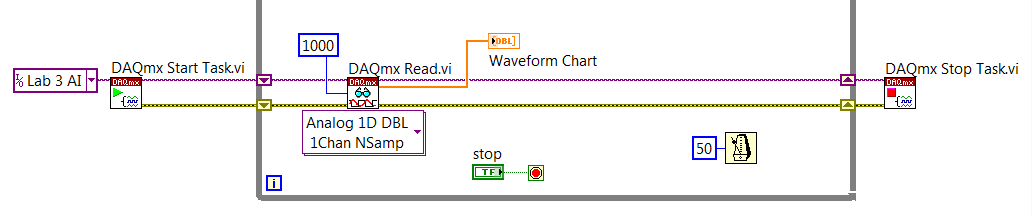 1000
DBL
DAQmx Start Task.vi
DAQmx Read.vi
Waveform Chart
DAQmx Stop Task.vi
I/O Lab 3 AI
DAQmx
DAQmx
DAQmx
Analog 1D DBL
1Chan NSamp
stop
TF
50
i